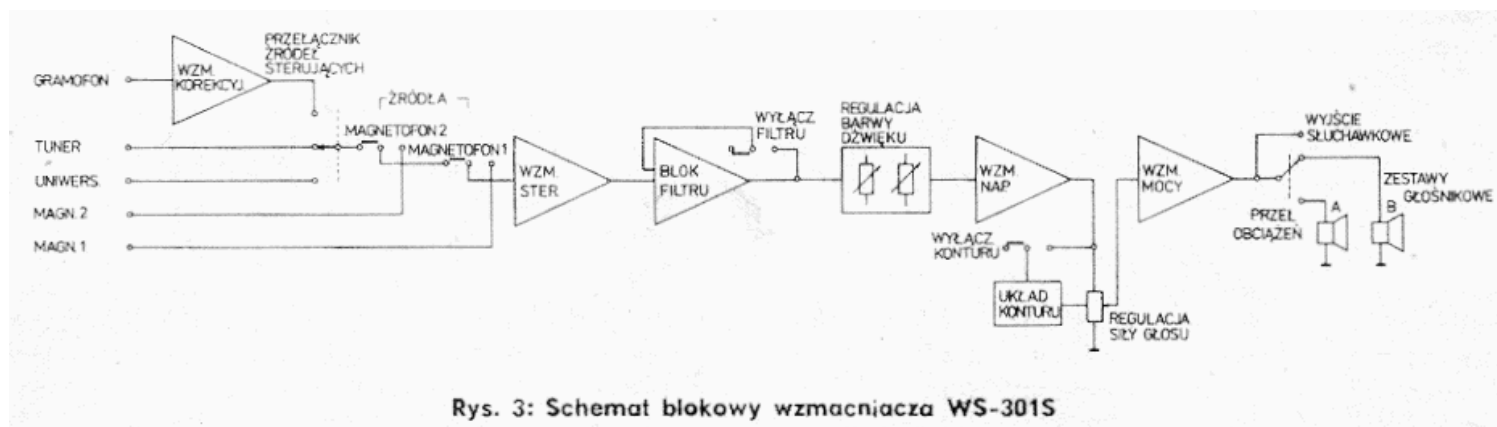 GRAMOFON
WZM.
KOREKCYJ.
PRZEŁĄCZNIK
ŹRÓDEŁ
STERUJĄCYCH
ŹRÓDŁA
TUNER
MAGNETOFON 2
MAGNETOFON 1
UNIWERS.
MAGN. 2
MAGN. 1
WZM.
STER.
WYŁĄCZ
FILTRU
BLOK
FILTRU
REGULACJA
BARWY
DŹWIĘKU
WZM.
NAP
WYŁĄCZ
KONTURU
UKŁAD
KONTURU
REGULACJA
SIŁY GŁOSU
WZM.
MOCY
WYJŚCIE
SŁUCHAWKOWE
PRZEŁ
OBCIĄŻEŃ
A
B
ZESTAWY
GŁOŚNIKOWE
Rys. 3: Schemat blokowy wzmacniacza WS-301S